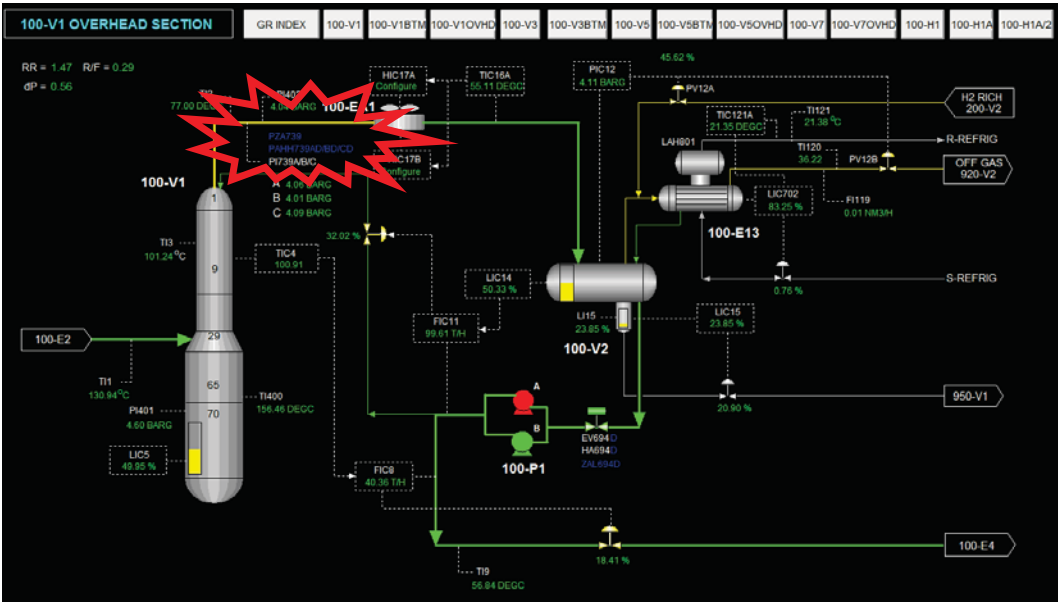 100-V1 OVERHEAD SECTION
GR INDEX
100-V1
100-V1BTM
100-V1OVHD
100-V3
100-V3BTM
100-V5
100-V5BTM
100-V5OVHD
100-V7
100-V7OVHD
100-H1
100-H1A
100-H1A/2
RR = 1.47 R/F = 0.29
dP = 0.56
77.00 DEGC
PI402
4.04 BARG
HIC17A
Configure
TIC16A
55.11 DEGC
PIC12
4.11 BARG
45.62 %
PV12A
H2 RICH
200-V2
TIC121A
21.35 DEGC
TI121
21.38 °C
LAH801
R-REFRIG
TI120
36.22
PV12B
OFF GAS
920-V2
PZA739
PAHH739AD/BD/CD
PI739A/B/C
A 4.06 BARG
B 4.01 BARG
C 4.09 BARG
100-V1
1
LIC702
83.25 %
FI119
0.01 NM3/H
100-E13
TI3
101.24 °C
9
TIC4
100.91
32.02 %
LIC14
50.33 %
S-REFRIG
0.76 %
FIC11
99.61 T/H
LI15
23.85 %
LIC15
23.85 %
100-V2
100-E2
29
TI1
130.94°C
65
70
TI400
156.46 DEGC
PI401
4.60 BARG
LIC5
49.95 %
A
B
100-P1
EV694D
HA694D
ZAL694D
20.90 %
950-V1
FIC8
40.36 T/H
18.41 %
100-E4
TI9
56.84 DEGC